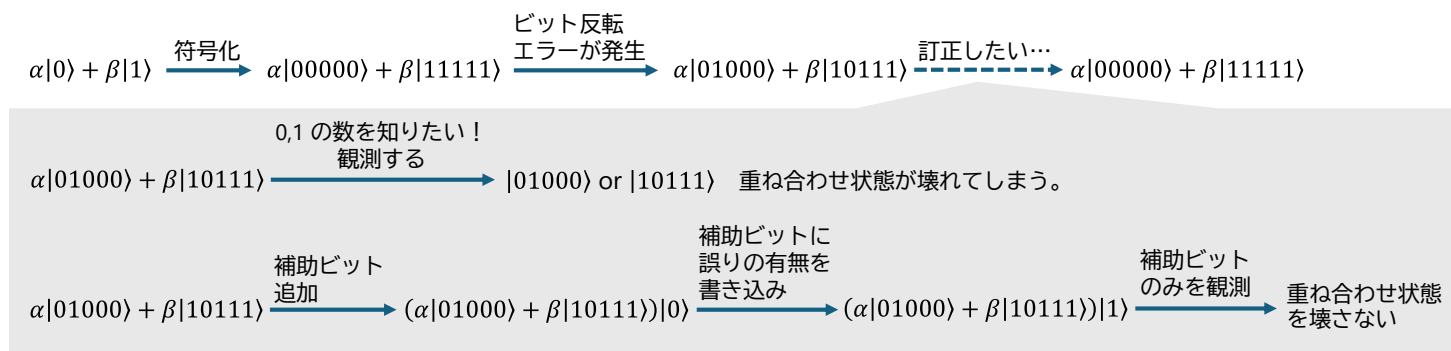 α|0⟩ + β|1⟩
符号化
α|00000⟩ + β|11111⟩
ビット反転
エラーが発生
α|01000⟩ + β|10111⟩
訂正したい…
α|00000⟩ + β|11111⟩
0,1 の数を知りたい！
観測する
α|01000⟩ + β|10111⟩
|01000⟩ or |10111⟩ 重ね合わせ状態が壊れてしまう。
α|01000⟩ + β|10111⟩
補助ビット
追加
(α|01000⟩ + β|10111⟩)|0⟩
補助ビットに
誤りの有無を
書き込み
(α|01000⟩ + β|10111⟩)|1⟩
補助ビット
のみを観測
重ね合わせ状態
を壊さない